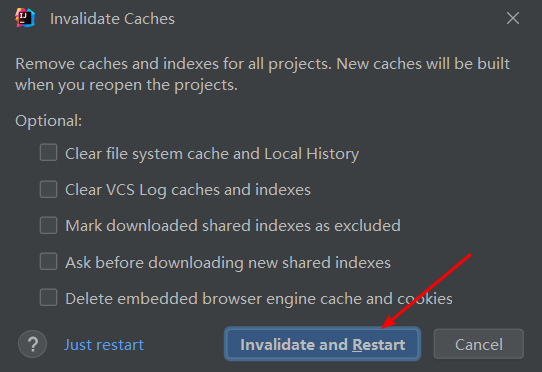 Invalidate Caches
Remove caches and indexes for all projects. New caches will be built
when you reopen the projects.
Optional:
Clear file system cache and Local History
Clear VCS Log caches and indexes
Mark downloaded shared indexes as excluded
Ask before downloading new shared indexes
Delete embedded browser engine cache and cookies
? Just restart Invalidate and Restart Cancel